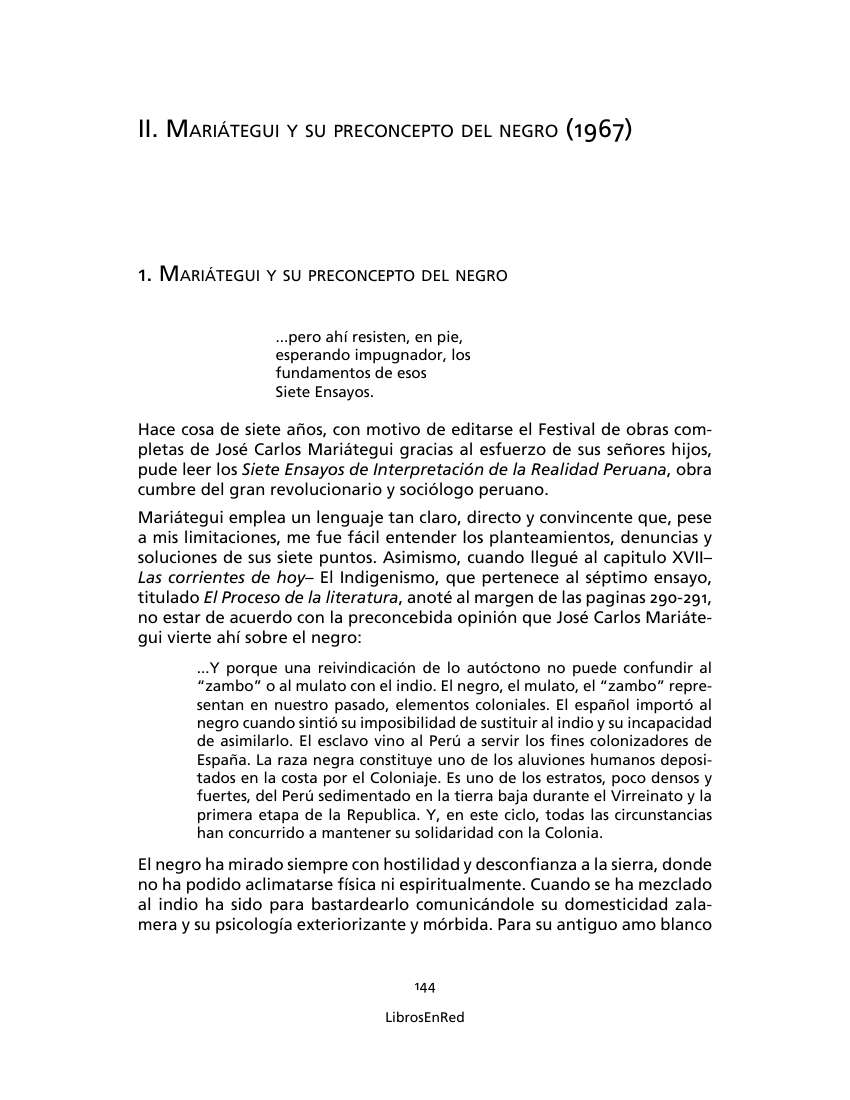 II. Mariátegui y su preconcepto del negro (1967)
1. Mariátegui y su preconcepto del negro
...pero ahí resisten, en pie,
esperando impugnador, los
fundamentos de esos
Siete Ensayos.
Hace cosa de siete años, con motivo de editarse el Festival de obras com-
pletas de José Carlos Mariátegui gracias al esfuerzo de sus señores hijos,
pude leer los Siete Ensayos de Interpretación de la Realidad Peruana, obra
cumbre del gran revolucionario y sociólogo peruano.
Mariátegui emplea un lenguaje tan claro, directo y convincente que, pese
a mis limitaciones, me fue fácil entender los planteamientos, denuncias y
soluciones de sus siete puntos. Asimismo, cuando llegué al capitulo XVII–
Las corrientes de hoy– El Indigenismo, que pertenece al séptimo ensayo,
titulado El Proceso de la literatura, anoté al margen de las paginas 290-291,
no estar de acuerdo con la preconcebida opinión que José Carlos Mariáte-
gui vierte ahí sobre el negro:
...Y porque una reivindicación de lo autóctono no puede confundir al
“zambo” o al mulato con el indio. El negro, el mulato, el “zambo” repre-
sentan en nuestro pasado, elementos coloniales. El español importó al
negro cuando sintió su imposibilidad de sustituir al indio y su incapacidad
de asimilarlo. El esclavo vino al Perú a servir los fines colonizadores de
España. La raza negra constituye uno de los aluviones humanos deposi-
tados en la costa por el Coloniaje. Es uno de los estratos, poco densos y
fuertes, del Perú sedimentado en la tierra baja durante el Virreinato y la
primera etapa de la Republica. Y, en este ciclo, todas las circunstancias
han concurrido a mantener su solidaridad con la Colonia.
El negro ha mirado siempre con hostilidad y desconfianza a la sierra, donde
no ha podido aclimatarse física ni espiritualmente. Cuando se ha mezclado
al indio ha sido para bastardearlo comunicándole su domesticidad zala-
mera y su psicología exteriorizante y mórbida. Para su antiguo amo blanco
144
LibrosEnRed